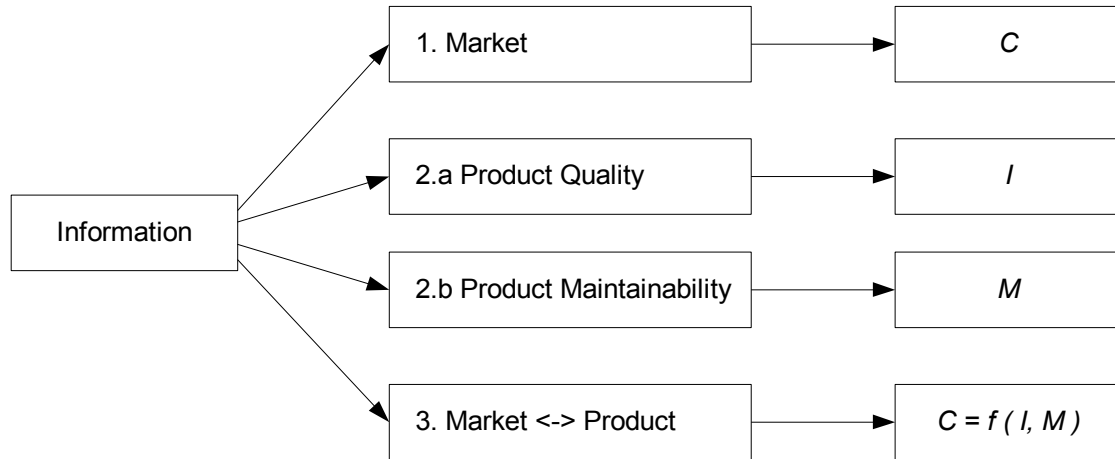 1. Market
C
2.a Product Quality
I
Information
2.b Product Maintainability
M
3. Market <-> Product
C = f ( I, M )